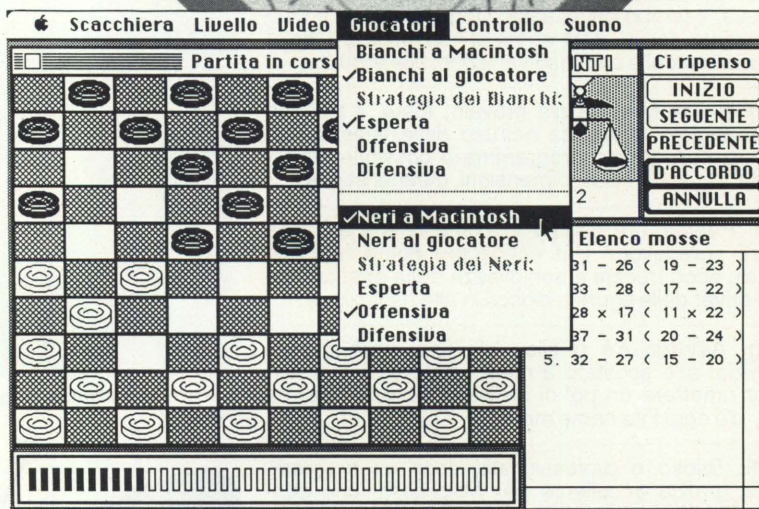 Scacchiera Livello Video Giocatori Controllo Suono
Partita in corso
Bianchi a Macintosh
✓Bianchi al giocatore
Strategia dei Bianchi:
✓Esperta
Offensiva
Difensiva
✓Neri a Macintosh
Neri al giocatore
Strategia dei Neri:
Esperta
✓Offensiva
Difensiva
NTI
2
Ci ripenso
INIZIO
SEGUENTE
PRECEDENTE
D'ACCORDO
ANNULLA
Elenco mosse
31 - 26 ( 19 - 23 )
33 - 28 ( 17 - 22 )
28 x 17 ( 11 x 22 )
37 - 31 ( 20 - 24 )
5. 32 - 27 ( 15 - 20 )